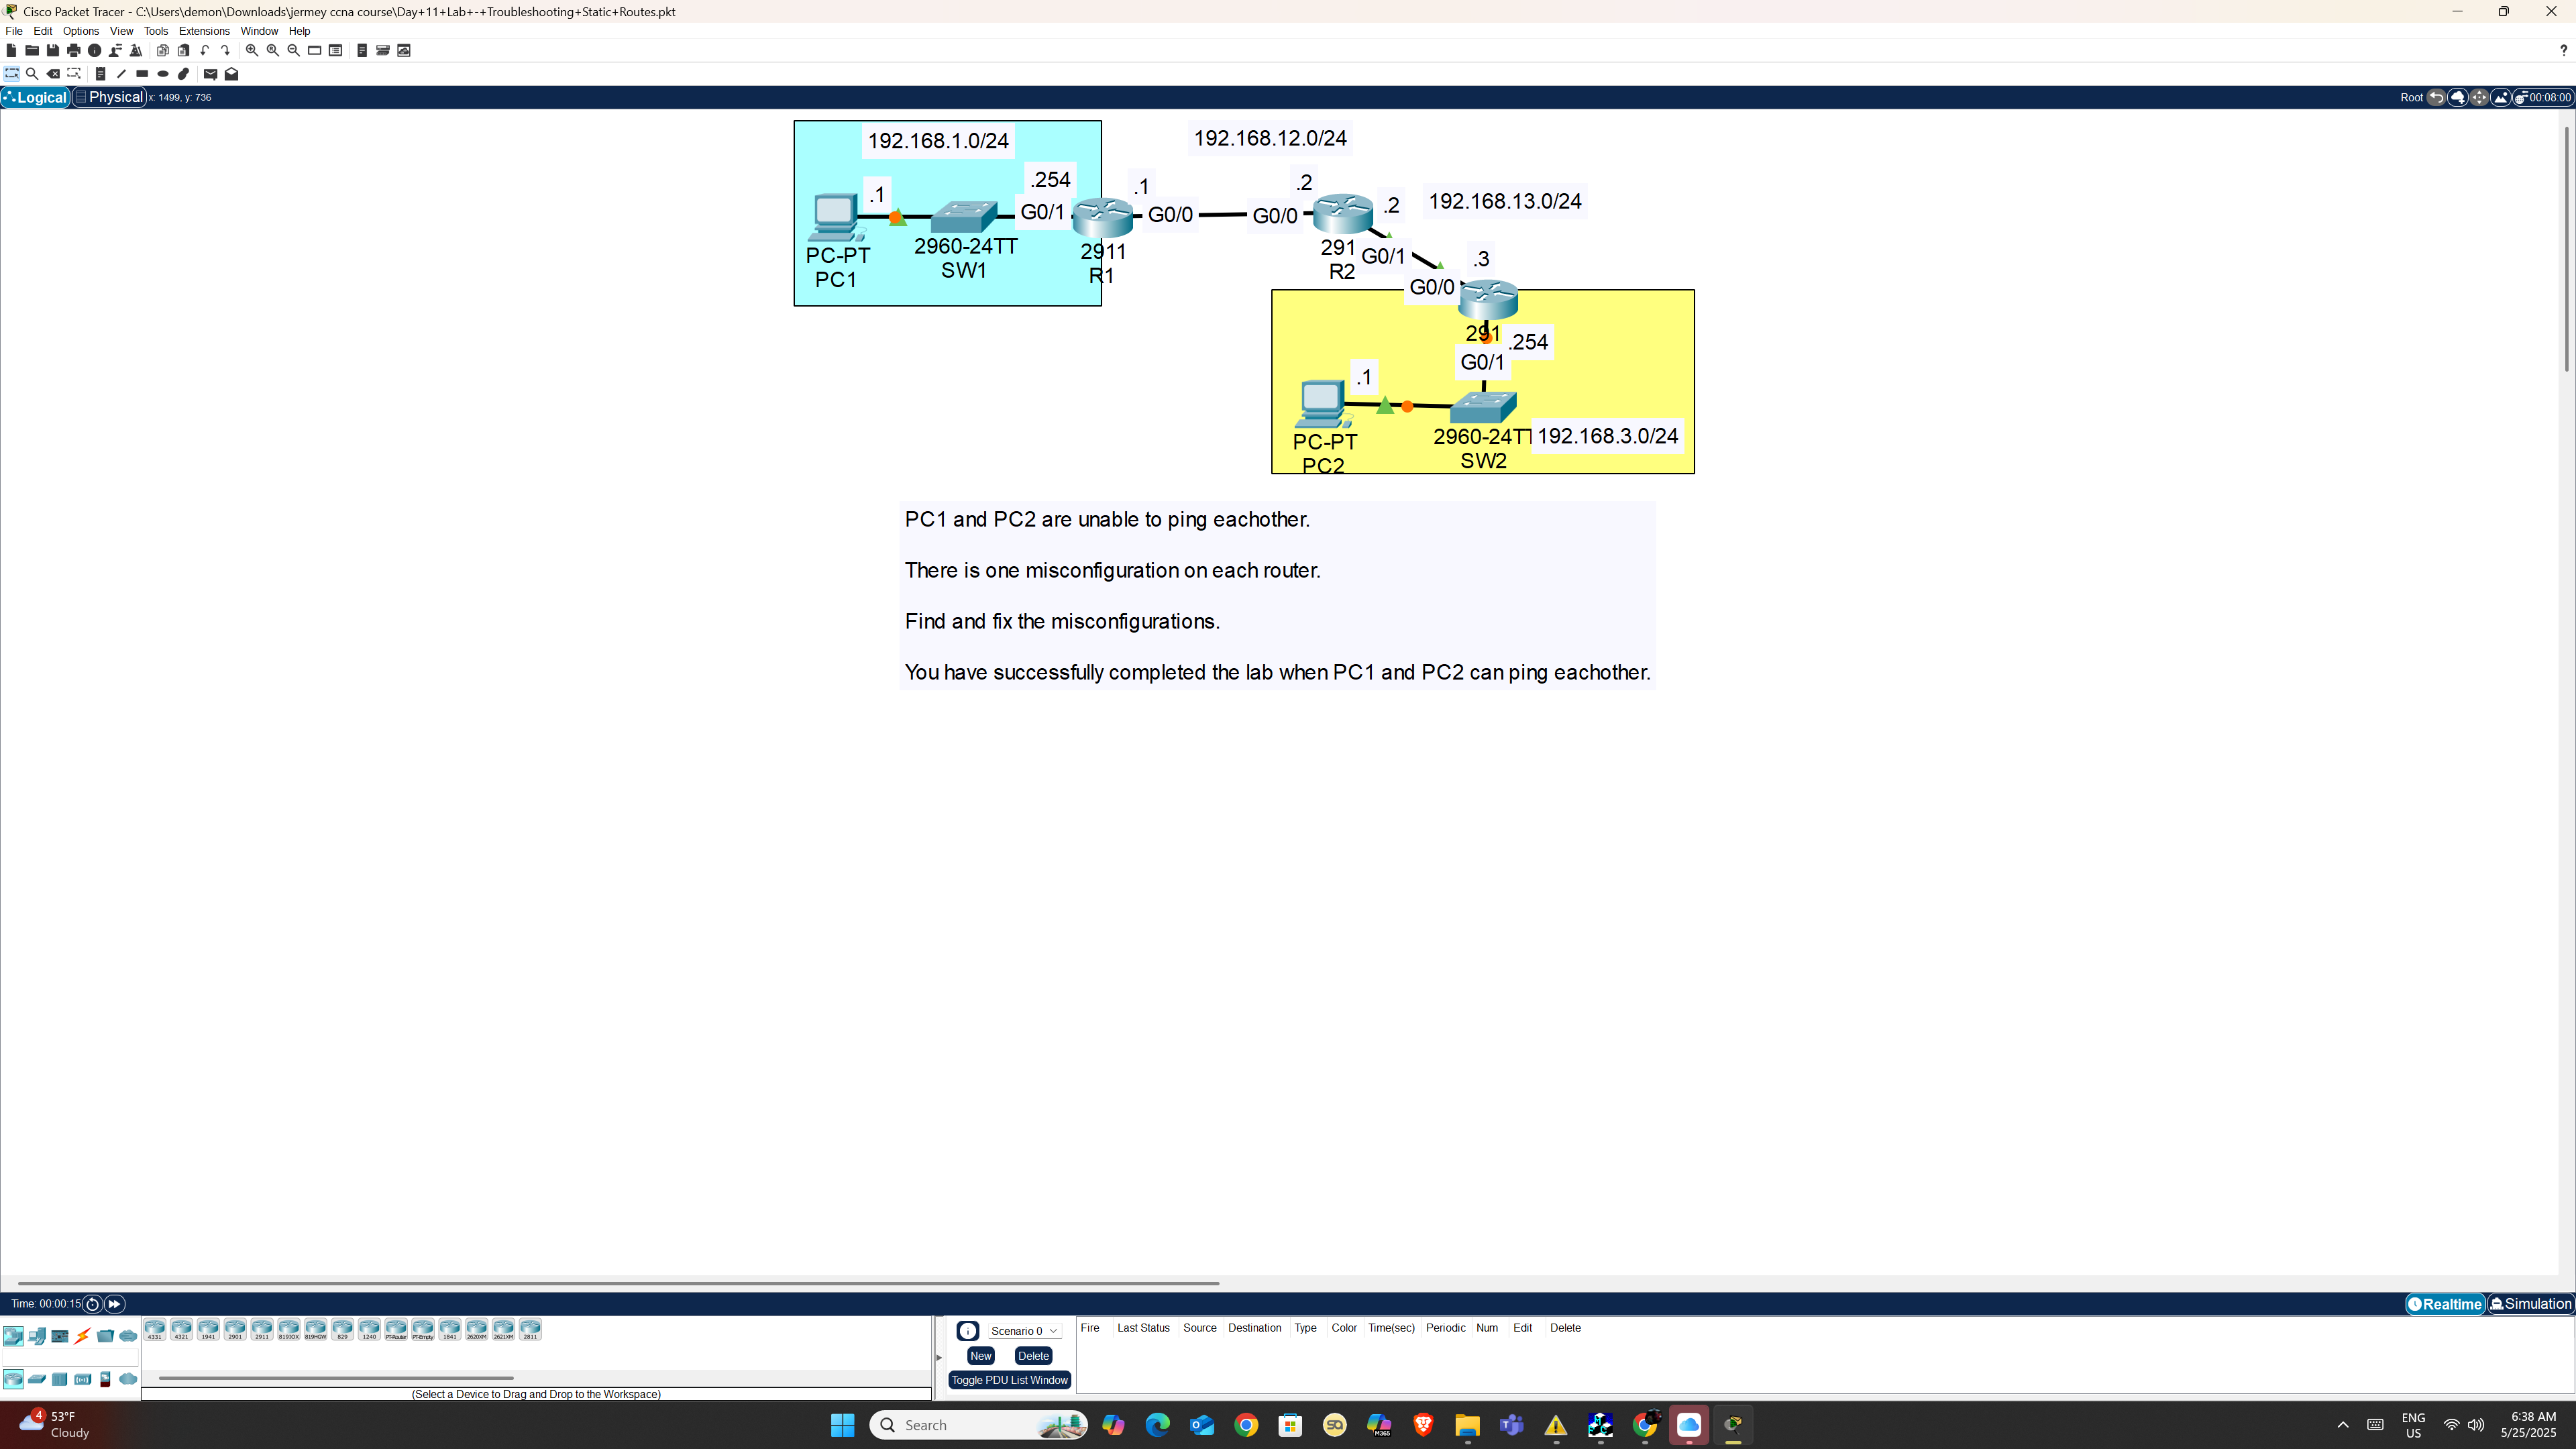 Cisco Packet Tracer - C:\Users\demon\Downloads\jermey ccna course\Day+11+Lab+-+Troubleshooting+Static+Routes.pkt
File Edit Options View Tools Extensions Window Help
?
Logical Physical x: 1499, y: 736
Root 00:08:00
192.168.1.0/24
192.168.12.0/24
.1
.254
.1
.2
.2
192.168.13.0/24
G0/1
G0/0
G0/0
PC-PT
PC1
2960-24TT
SW1
2911
R1
291
R2
G0/1
.3
G0/0
291
.254
G0/1
.1
PC-PT
PC2
2960-24TT
SW2
192.168.3.0/24
PC1 and PC2 are unable to ping eachother.
There is one misconfiguration on each router.
Find and fix the misconfigurations.
You have successfully completed the lab when PC1 and PC2 can ping eachother.
Time: 00:00:15
Realtime Simulation
4331 4321 1941 2901 2911 819IOX 819HGW 829 1240 PT-Router PT-Empty 1841 2620XM 2621XM 2811
(Select a Device to Drag and Drop to the Workspace)
Scenario 0
New Delete
Toggle PDU List Window
Fire Last Status Source Destination Type Color Time(sec) Periodic Num Edit Delete
4
53°F
Cloudy
Search
M365
ENG
US
6:38 AM
5/25/2025